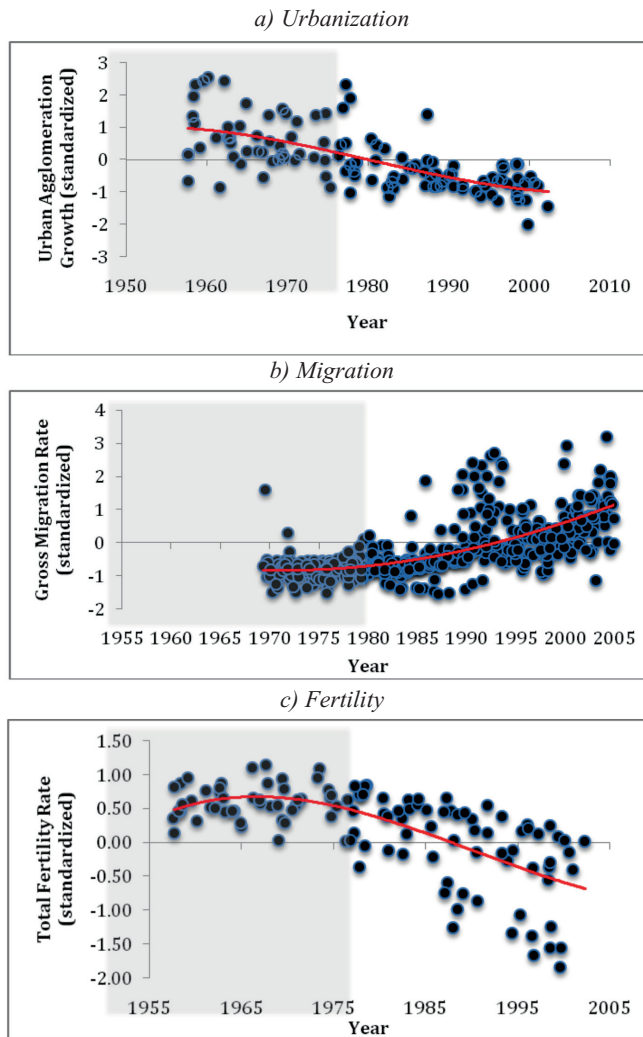 a) Urbanization
3
2
1
0
-1
-2
-3
Urban Agglomeration
Growth (standardized)
1950 1960 1970 1980 1990 2000 2010
Year
b) Migration
4
3
2
1
0
-1
-2
Gross Migration Rate
(standardized)
1955 1960 1965 1970 1975 1980 1985 1990 1995 2000 2005
Year
c) Fertility
1.50
1.00
0.50
0.00
-0.50
-1.00
-1.50
-2.00
Total Fertility Rate
(standardized)
1955 1965 1975 1985 1995 2005
Year